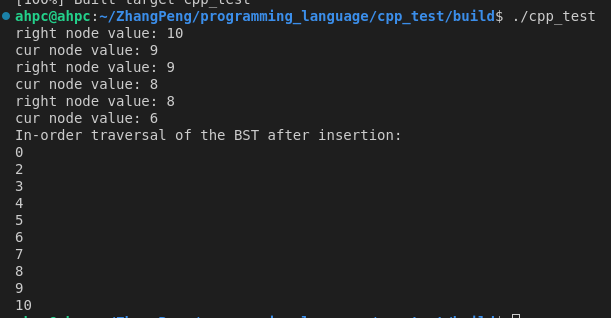 [100%] Built target cpp_test
ahpc@ahpc:~/ZhangPeng/programming_language/cpp_test/build$ ./cpp_test
right node value: 10
cur node value: 9
right node value: 9
cur node value: 8
right node value: 8
cur node value: 6
In-order traversal of the BST after insertion:
0
2
3
4
5
6
7
8
9
10